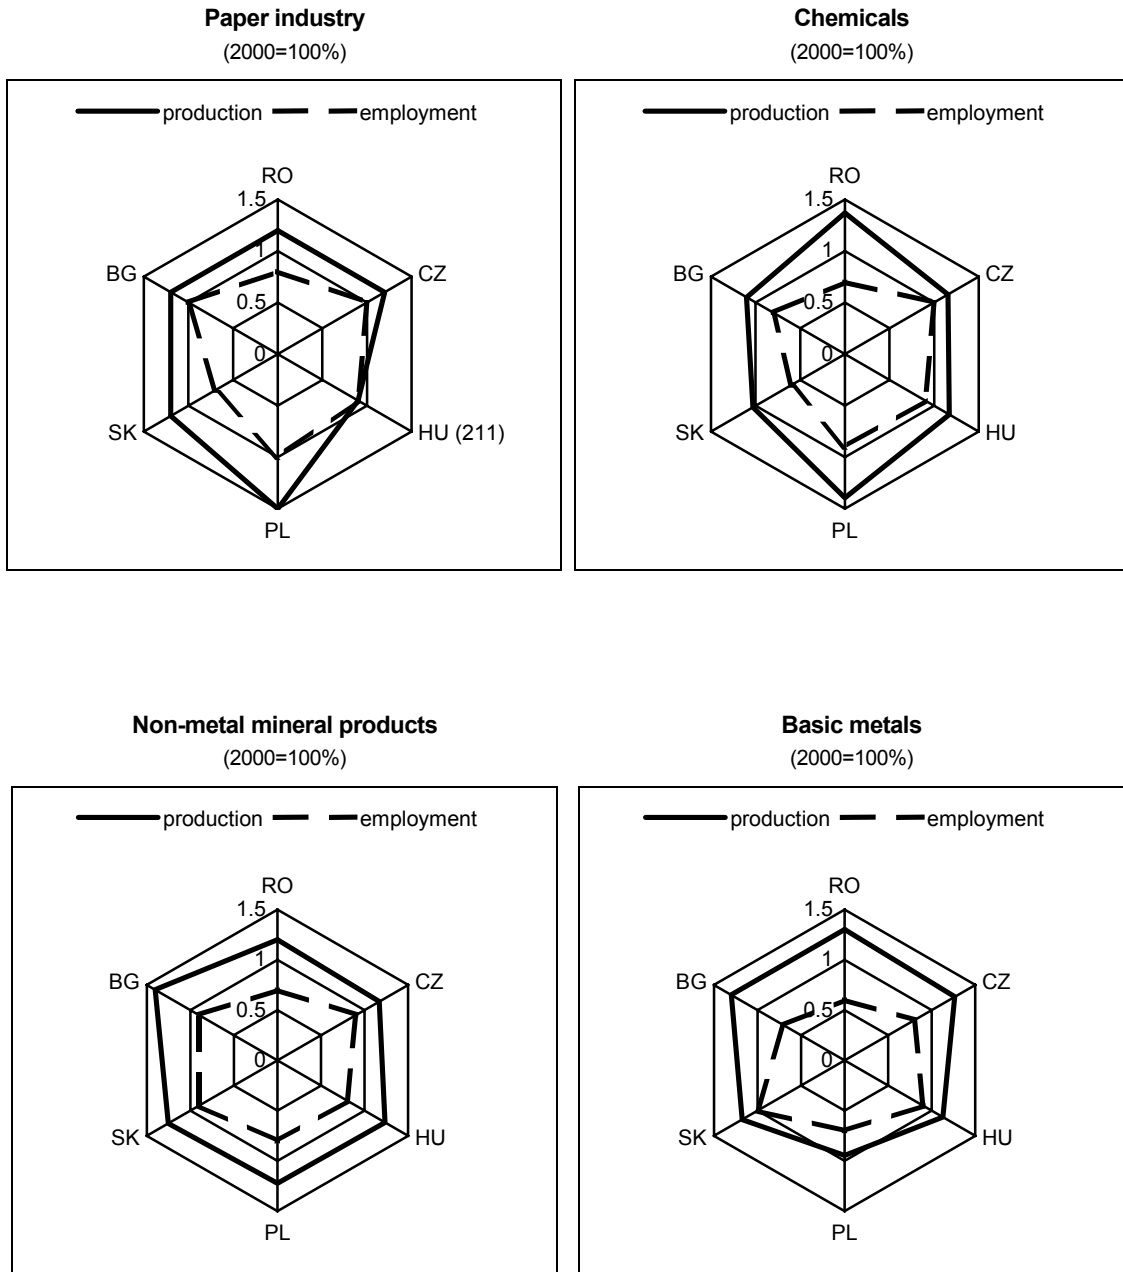 Paper industry
(2000=100%)
production employment
RO
1.5
BG
1
CZ
0.5
0
SK
HU (211)
PL
Chemicals
(2000=100%)
production employment
RO
1.5
BG
1
CZ
0.5
0
SK
HU
PL
Non-metal mineral products
(2000=100%)
production employment
RO
1.5
BG
1
CZ
0.5
0
SK
HU
PL
Basic metals
(2000=100%)
production employment
RO
1.5
BG
1
CZ
0.5
0
SK
HU
PL